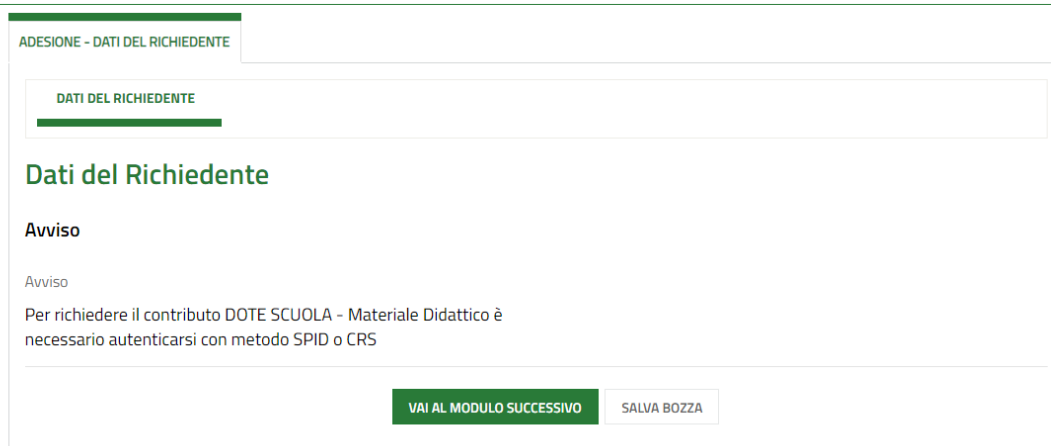 ADESIONE - DATI DEL RICHIEDENTE
DATI DEL RICHIEDENTE
Dati del Richiedente
Avviso
Avviso
Per richiedere il contributo DOTE SCUOLA - Materiale Didattico è
necessario autenticarsi con metodo SPID o CRS
VAI AL MODULO SUCCESSIVO
SALVA BOZZA